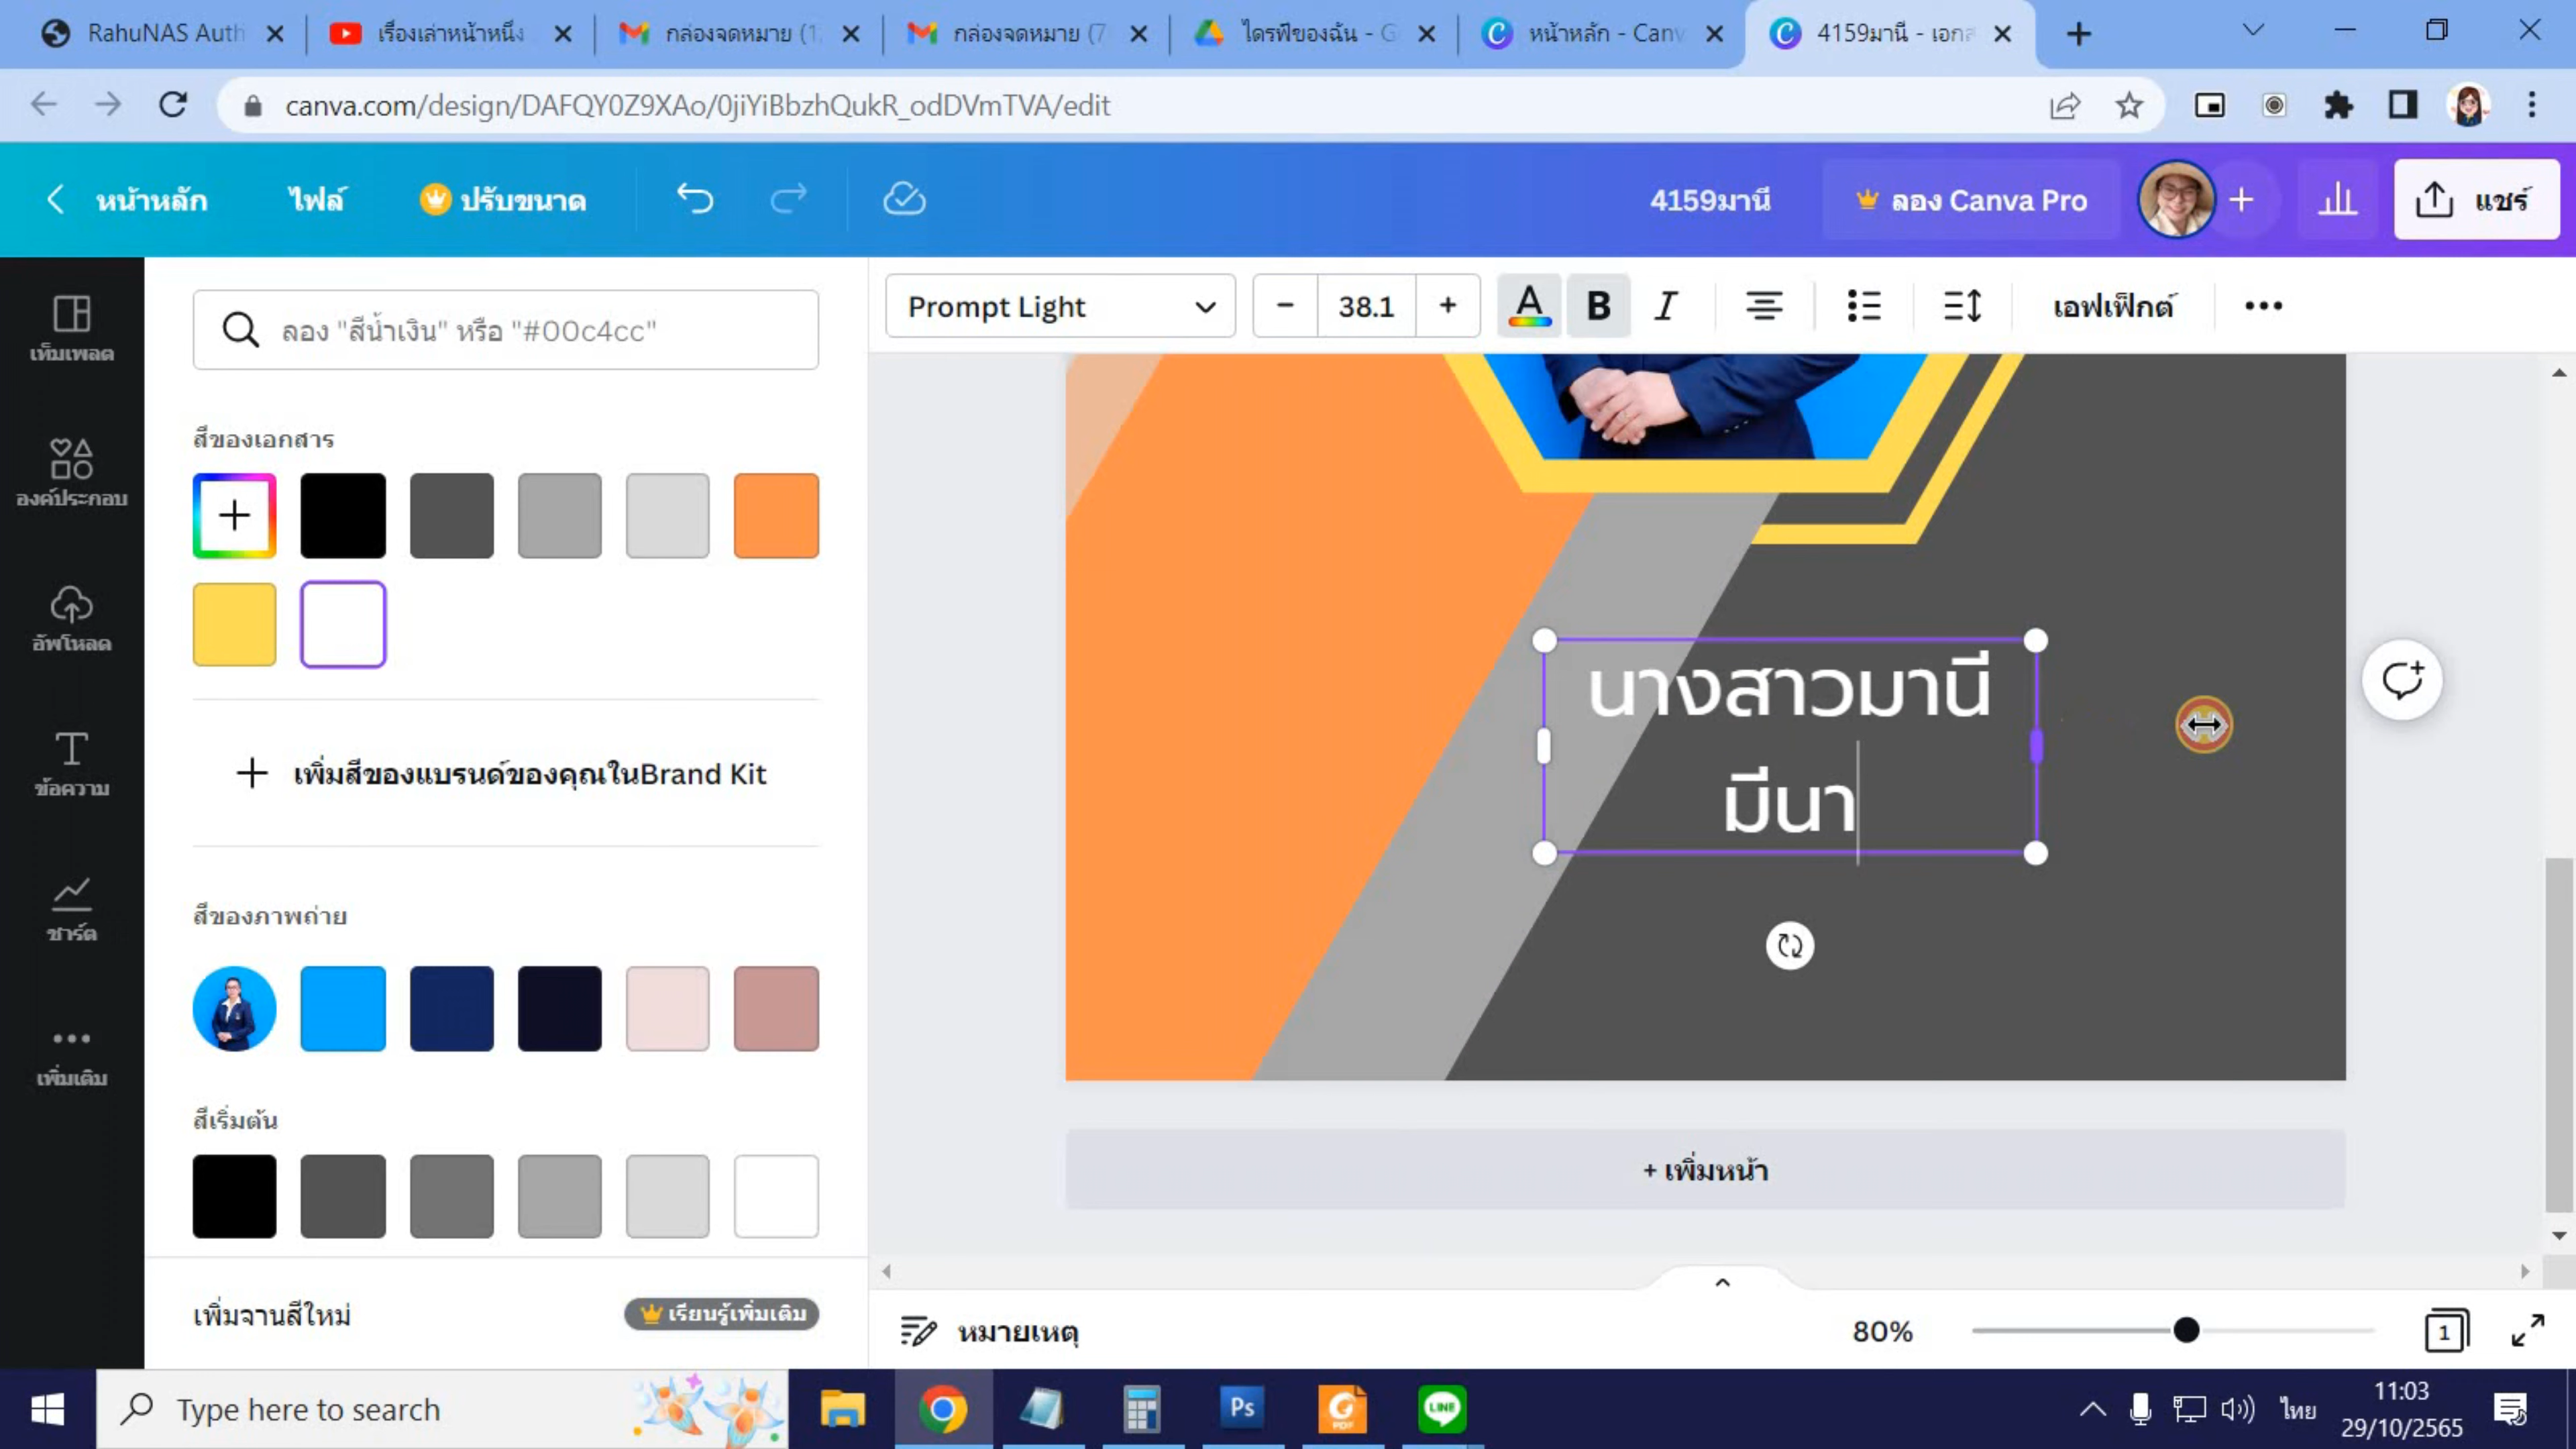 RahuNAS Auth
เรื่องเล่าหน้าหนึ่ง
กล่องจดหมาย (1
กล่องจดหมาย (7
ไดรฟ์ของฉัน - G
หน้าหลัก - Canv
4159มานี - เอกส
canva.com/design/DAFQY0Z9XAo/0jiYiBbzhQukR_odDVmTVA/edit
หน้าหลัก
ไฟล์
ปรับขนาด
4159มานี
ลอง Canva Pro
แชร์
เท็มเพลต
องค์ประกอบ
อัพโหลด
ข้อความ
ชาร์ต
เพิ่มเติม
ลอง "สีน้ำเงิน" หรือ "#00c4cc"
สีของเอกสาร
เพิ่มสีของแบรนด์ของคุณในBrand Kit
สีของภาพถ่าย
สีเริ่มต้น
เพิ่มจานสีใหม่
เรียนรู้เพิ่มเติม
Prompt Light
- 38.1 +
A B I
เอฟเฟ็กต์
นางสาวมานี
มีนา
+ เพิ่มหน้า
หมายเหตุ
80%
1
Type here to search
Ps
PDF
LINE
ไทย
11:03
29/10/2565